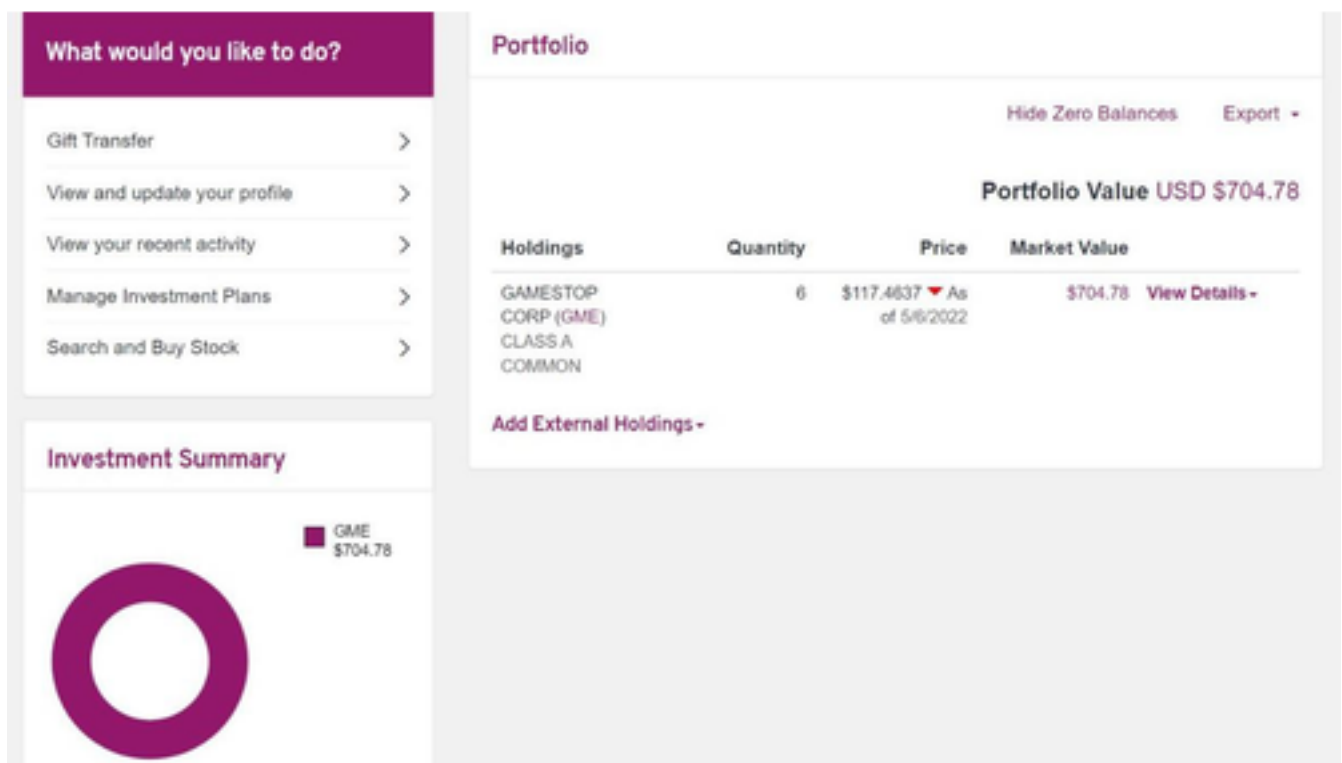 What would you like to do?
Gift Transfer
View and update your profile
View your recent activity
Manage Investment Plans
Search and Buy Stock
Investment Summary
GME
$704.78
Portfolio
Hide Zero Balances Export
Portfolio Value USD $704.78
Holdings Quantity Price Market Value
GAMESTOP 6 $117.4637 As $704.78 View Details
CORP (GME) of 5/6/2022
CLASS A
COMMON
Add External Holdings